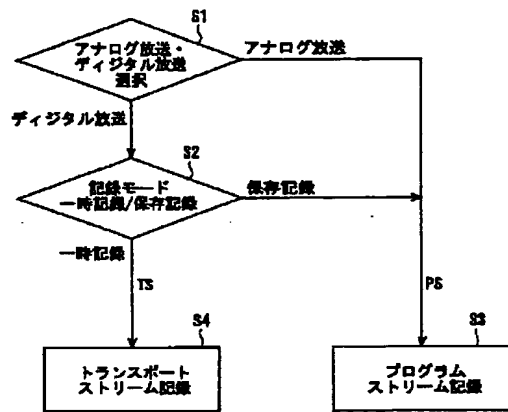 S1
アナログ放送・
ディジタル放送
選択
アナログ放送
ディジタル放送
S2
記録モード
一時記録/保存記録
保存記録
一時記録
TS
PS
S4
トランスポート
ストリーム記録
S3
プログラム
ストリーム記録